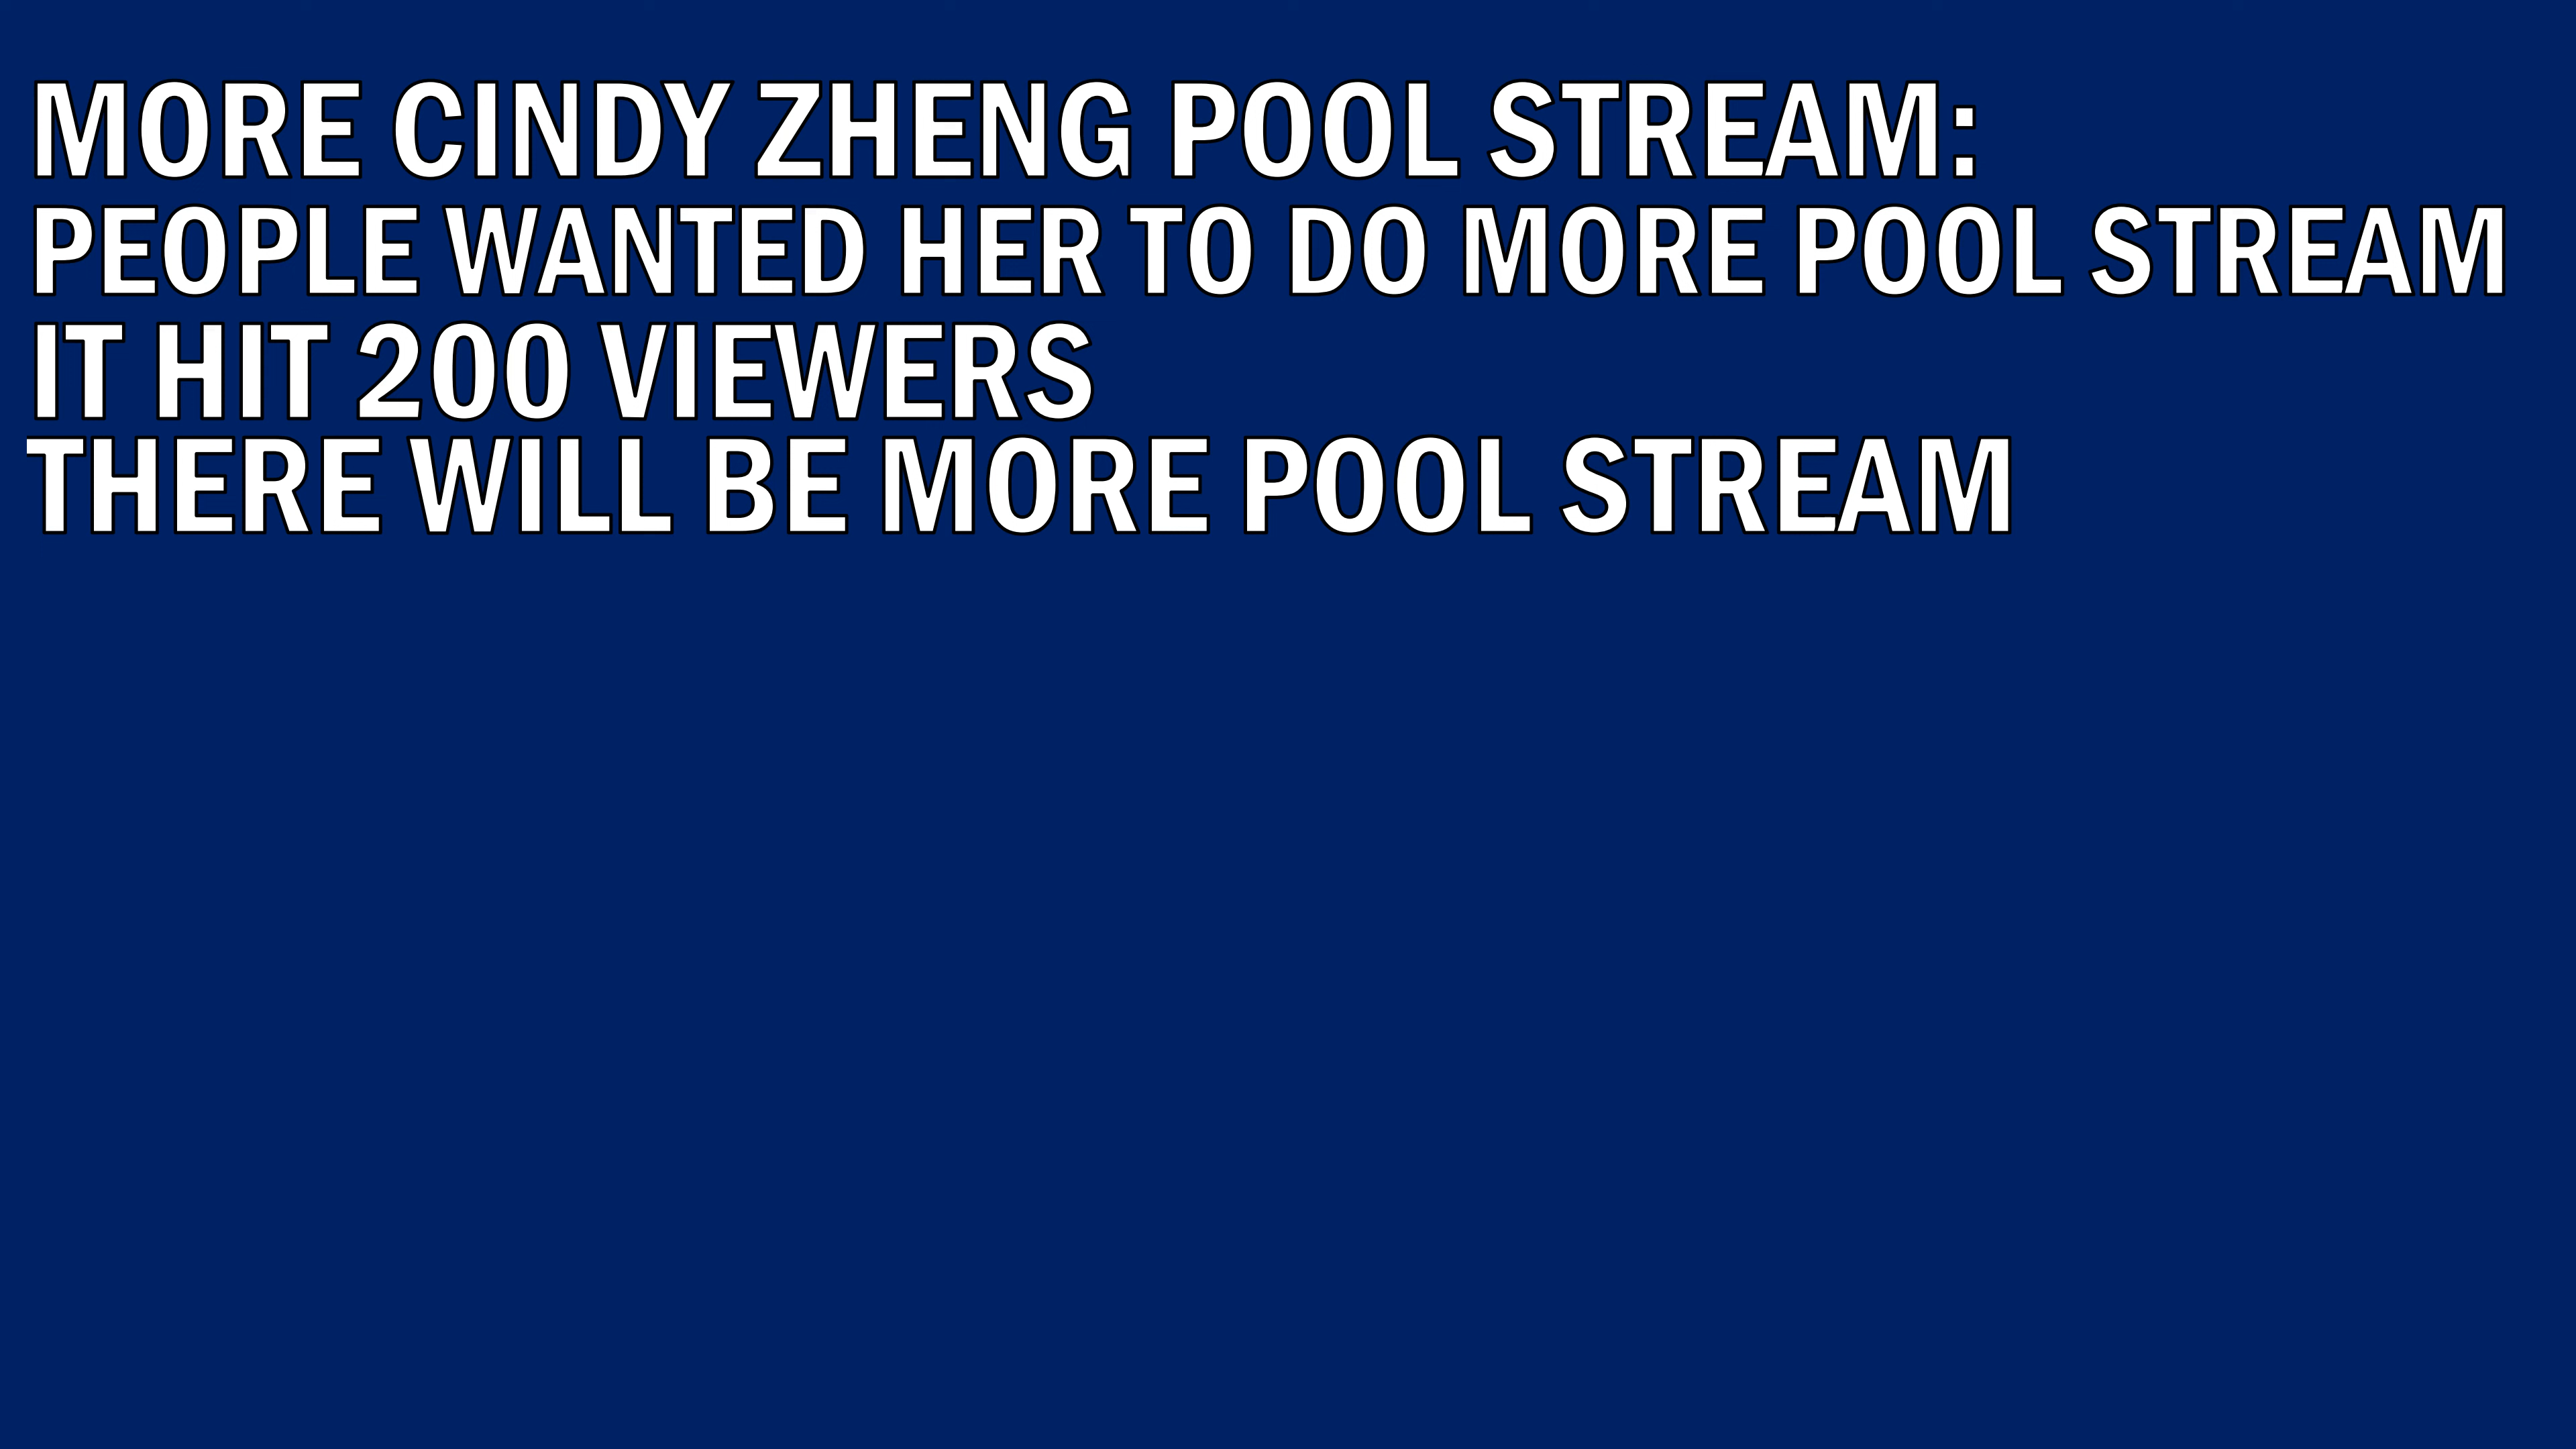 MORE CINDY ZHENG POOL STREAM:
PEOPLE WANTED HER TO DO MORE POOL STREAM
IT HIT 200 VIEWERS
THERE WILL BE MORE POOL STREAM